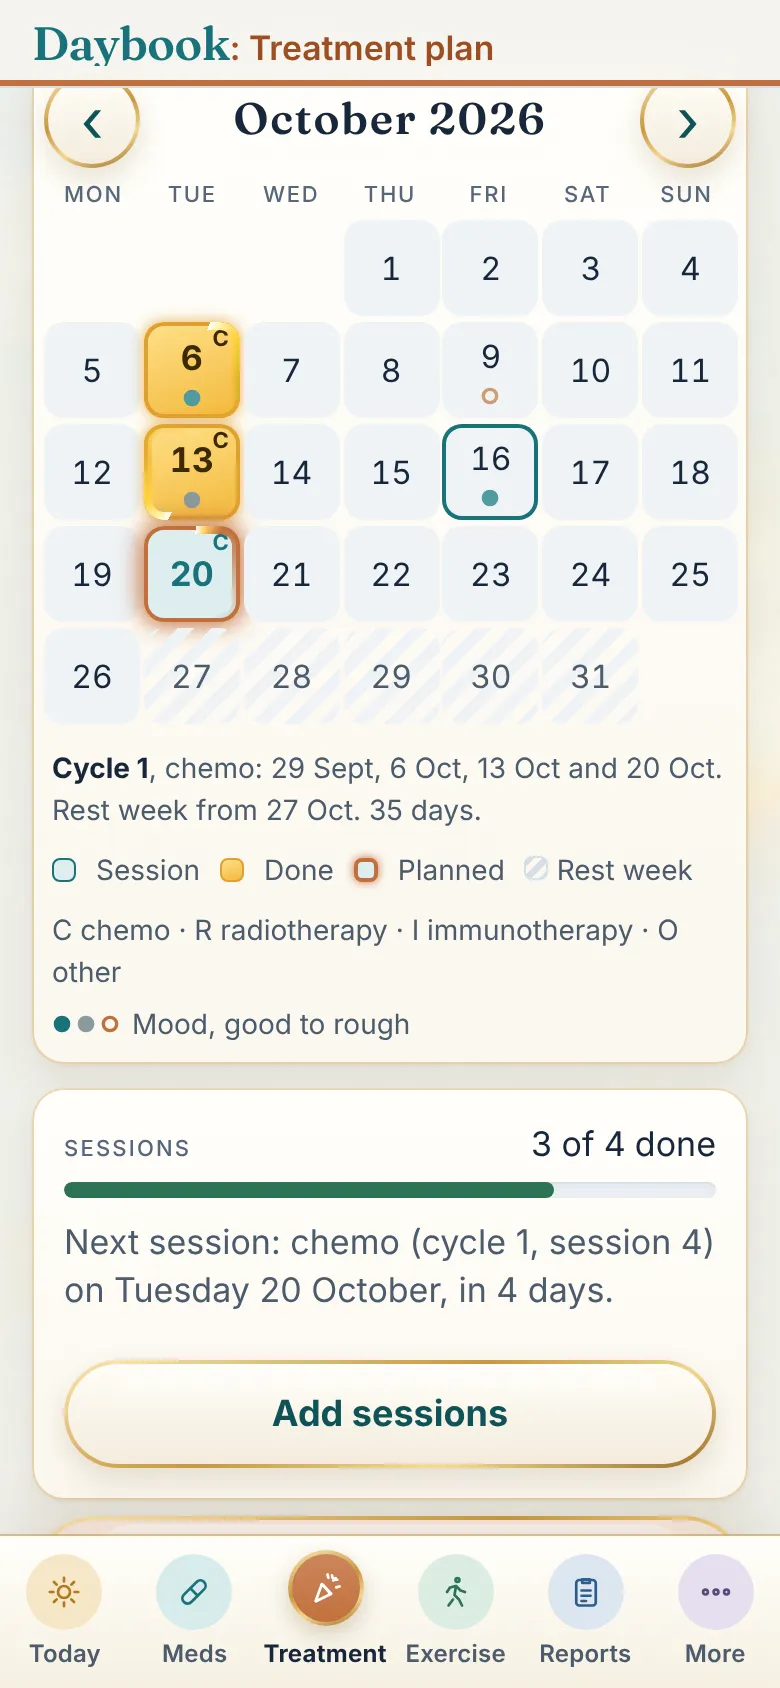 Daybook: Treatment plan
‹ October 2026 ›
MON TUE WED THU FRI SAT SUN
1 2 3 4
5 6 C 7 8 9 10 11
12 13 C 14 15 16 17 18
19 20 C 21 22 23 24 25
26 27 28 29 30 31
Cycle 1, chemo: 29 Sept, 6 Oct, 13 Oct and 20 Oct.
Rest week from 27 Oct. 35 days.
Session Done Planned Rest week
C chemo · R radiotherapy · I immunotherapy · O
other
Mood, good to rough
SESSIONS 3 of 4 done
Next session: chemo (cycle 1, session 4)
on Tuesday 20 October, in 4 days.
Add sessions
Today Meds Treatment Exercise Reports More